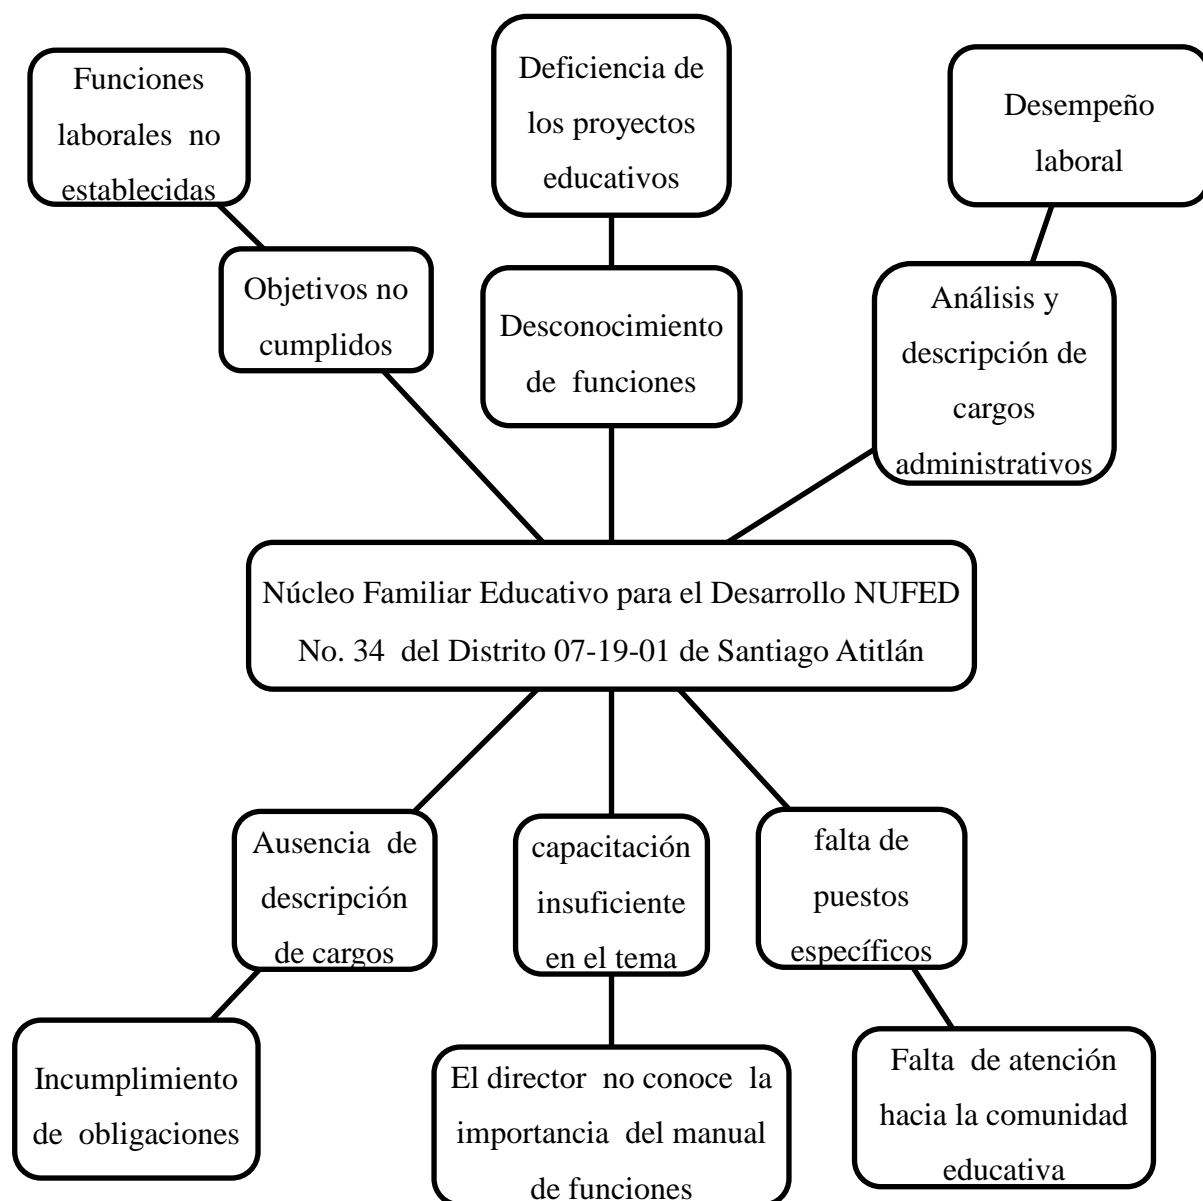 Funciones
laborales no
establecidas
Deficiencia de
los proyectos
educativos
Desempeño
laboral
Objetivos no
cumplidos
Desconocimiento
de funciones
Análisis y
descripción de
cargos
administrativos
Núcleo Familiar Educativo para el Desarrollo NUFED
No. 34 del Distrito 07-19-01 de Santiago Atitlán
Ausencia de
descripción
de cargos
capacitación
insuficiente
en el tema
falta de
puestos
específicos
Incumplimiento
de obligaciones
El director no conoce la
importancia del manual
de funciones
Falta de atención
hacia la comunidad
educativa